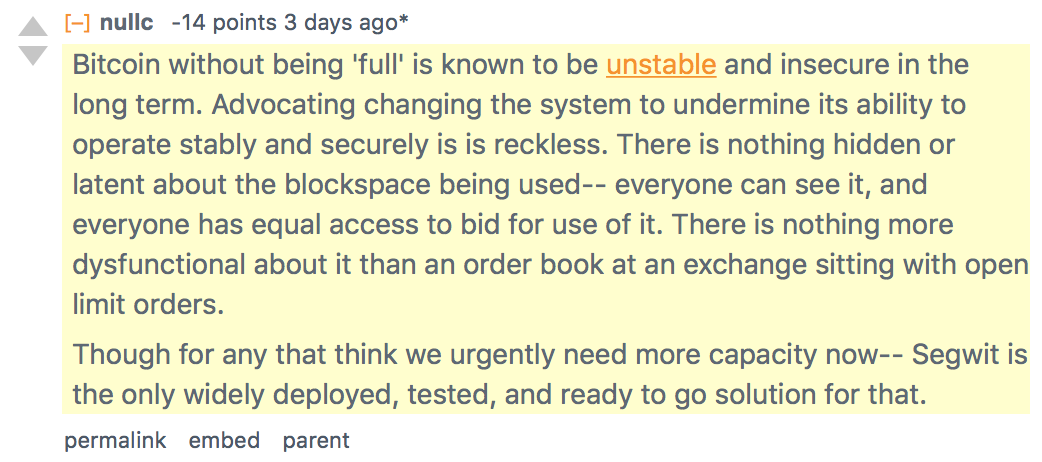 [–] nullc -14 points 3 days ago*
Bitcoin without being 'full' is known to be unstable and insecure in the
long term. Advocating changing the system to undermine its ability to
operate stably and securely is is reckless. There is nothing hidden or
latent about the blockspace being used-- everyone can see it, and
everyone has equal access to bid for use of it. There is nothing more
dysfunctional about it than an order book at an exchange sitting with open
limit orders.
Though for any that think we urgently need more capacity now-- Segwit is
the only widely deployed, tested, and ready to go solution for that.
permalink embed parent